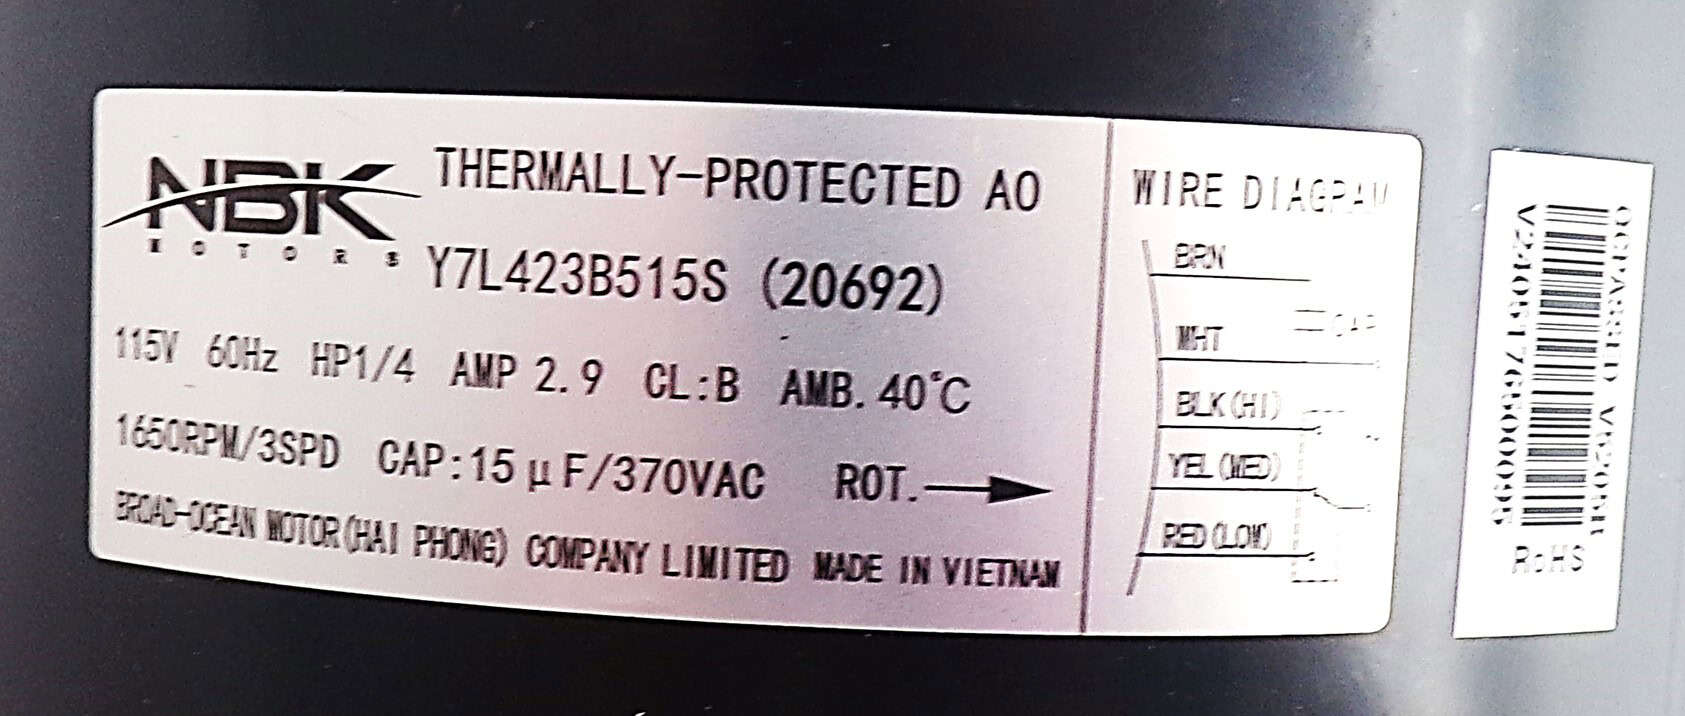 NBK
MOTORS
THERMALLY-PROTECTED AO
Y7L423B515S (20692)
115V 60Hz HP1/4 AMP 2.9 CL:B AMB.40°C
1650RPM/3SPD CAP:15μF/370VAC ROT.
BROAD-OCEAN MOTOR(HAI PHONG) COMPANY LIMITED MADE IN VIETNAM
WIRE DIAGRAM
BRN
CAP
WHT
BLK(HI)
YEL(MED)
RED(LOW)
QCPASSED
RoHS